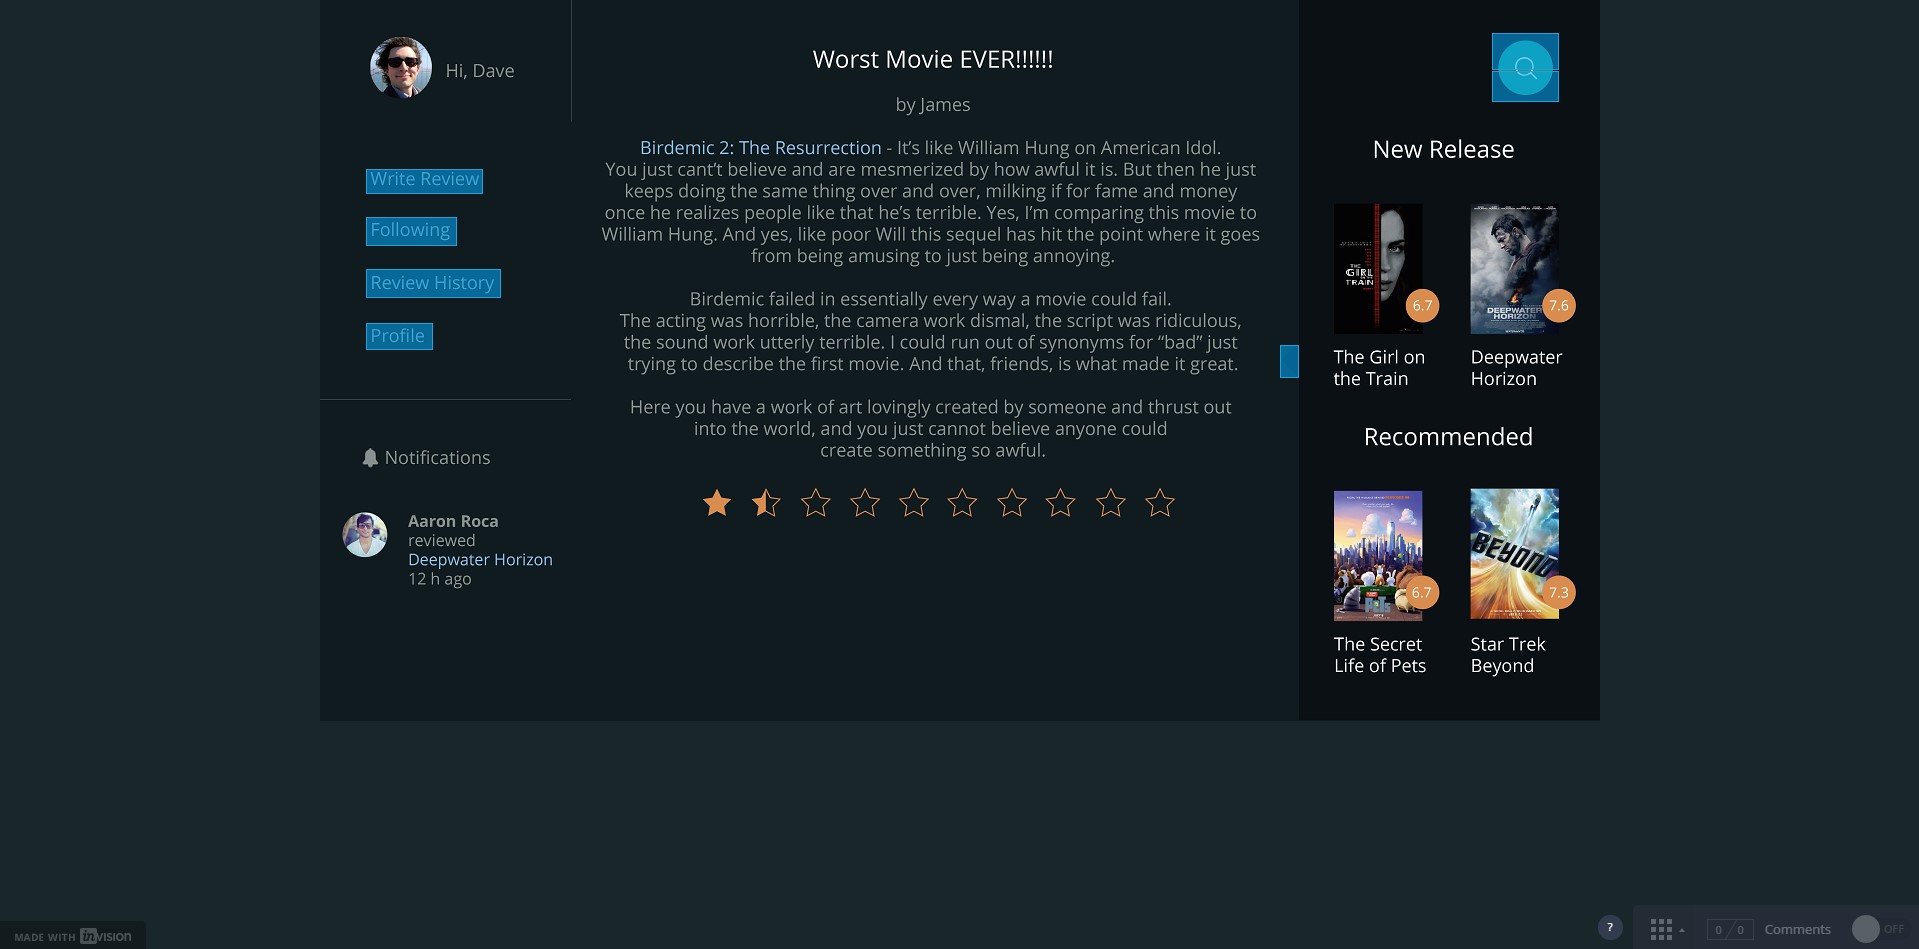 Hi, Dave
Write Review
Following
Review History
Profile
Notifications
Aaron Roca
reviewed
Deepwater Horizon
12 h ago
Worst Movie EVER!!!!!!
by James
Birdemic 2: The Resurrection - It's like William Hung on American Idol.
You just cant't believe and are mesmerized by how awful it is. But then he just
keeps doing the same thing over and over, milking if for fame and money
once he realizes people like that he's terrible. Yes, I'm comparing this movie to
William Hung. And yes, like poor Will this sequel has hit the point where it goes
from being amusing to just being annoying.
Birdemic failed in essentially every way a movie could fail.
The acting was horrible, the camera work dismal, the script was ridiculous,
the sound work utterly terrible. I could run out of synonyms for “bad” just
trying to describe the first movie. And that, friends, is what made it great.
Here you have a work of art lovingly created by someone and thrust out
into the world, and you just cannot believe anyone could
create something so awful.
New Release
THE
GIRL
TRAIN
6.7
DEEPWATER
HORIZON
7.6
The Girl on
the Train
Deepwater
Horizon
Recommended
PETS
6.7
BEYOND
7.3
The Secret
Life of Pets
Star Trek
Beyond
MADE WITH invision
?
0 / 0
Comments
OFF